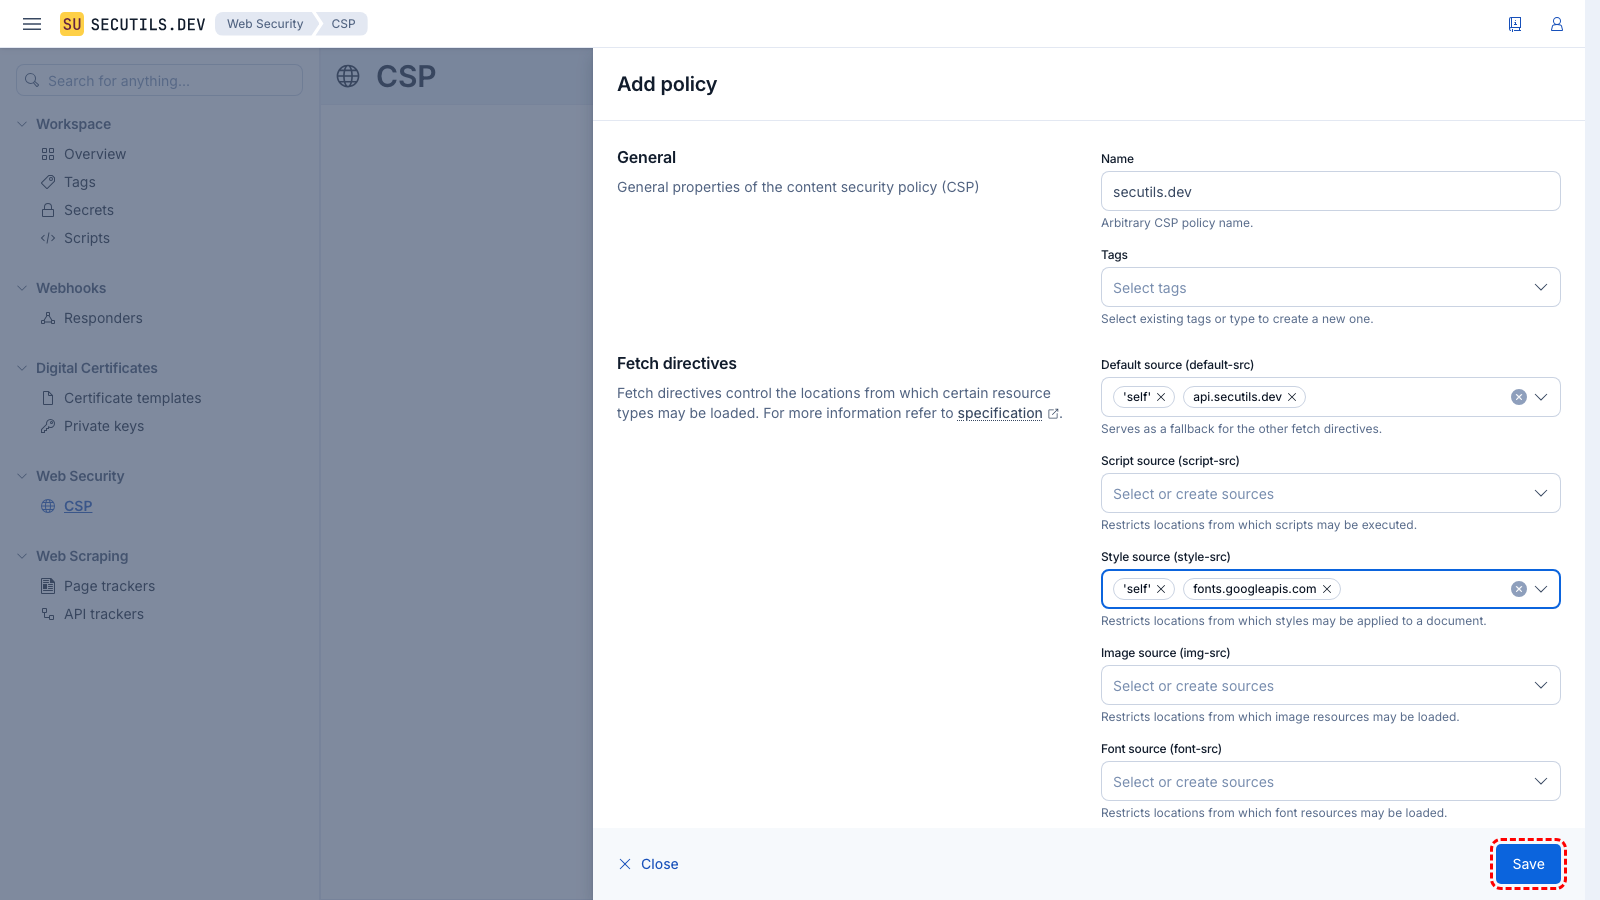 SU SECUTILS.DEV
Web Security
CSP
Search for anything...
Workspace
Overview
Tags
Secrets
Scripts
Webhooks
Responders
Digital Certificates
Certificate templates
Private keys
Web Security
CSP
Web Scraping
Page trackers
API trackers
CSP
Add policy
General
General properties of the content security policy (CSP)
Name
secutils.dev
Arbitrary CSP policy name.
Tags
Select tags
Select existing tags or type to create a new one.
Fetch directives
Fetch directives control the locations from which certain resource
types may be loaded. For more information refer to specification.
Default source (default-src)
'self' api.secutils.dev
Serves as a fallback for the other fetch directives.
Script source (script-src)
Select or create sources
Restricts locations from which scripts may be executed.
Style source (style-src)
'self' fonts.googleapis.com
Restricts locations from which styles may be applied to a document.
Image source (img-src)
Select or create sources
Restricts locations from which image resources may be loaded.
Font source (font-src)
Select or create sources
Restricts locations from which font resources may be loaded.
Close
Save